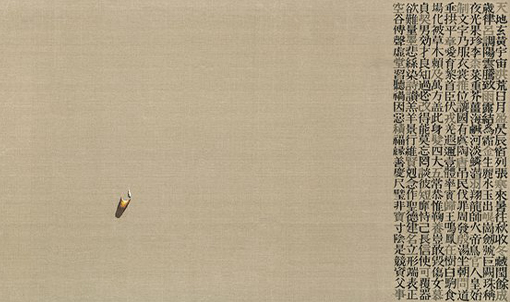 天地玄黃宇宙洪荒日月盈昃辰宿列張寒來暑往秋收冬藏閏餘成
歲律呂調陽雲騰致雨露結為霜金生麗水玉出崑岡劍號巨闕珠稱
夜光果珍李柰菜重芥薑海鹹河淡鱗潛羽翔龍師火帝鳥官人皇始
制文字乃服衣裳推位讓國有虞陶唐弔民伐罪周發殷湯坐朝問道
垂拱平章愛育黎首臣伏戎羌遐邇壹體率賓歸王鳴鳳在樹白駒食
場化被草木賴及萬方蓋此身髮四大五常恭惟鞠養豈敢毀傷女慕
貞絜男效才良知過必改得能莫忘罔談彼短靡恃己長信使可覆器
欲難量墨悲絲染詩讚羔羊景行維賢剋念作聖德建名立形端表正
空谷傳聲虛堂習聽禍因惡積福緣善慶尺璧非寶寸陰是競資父事